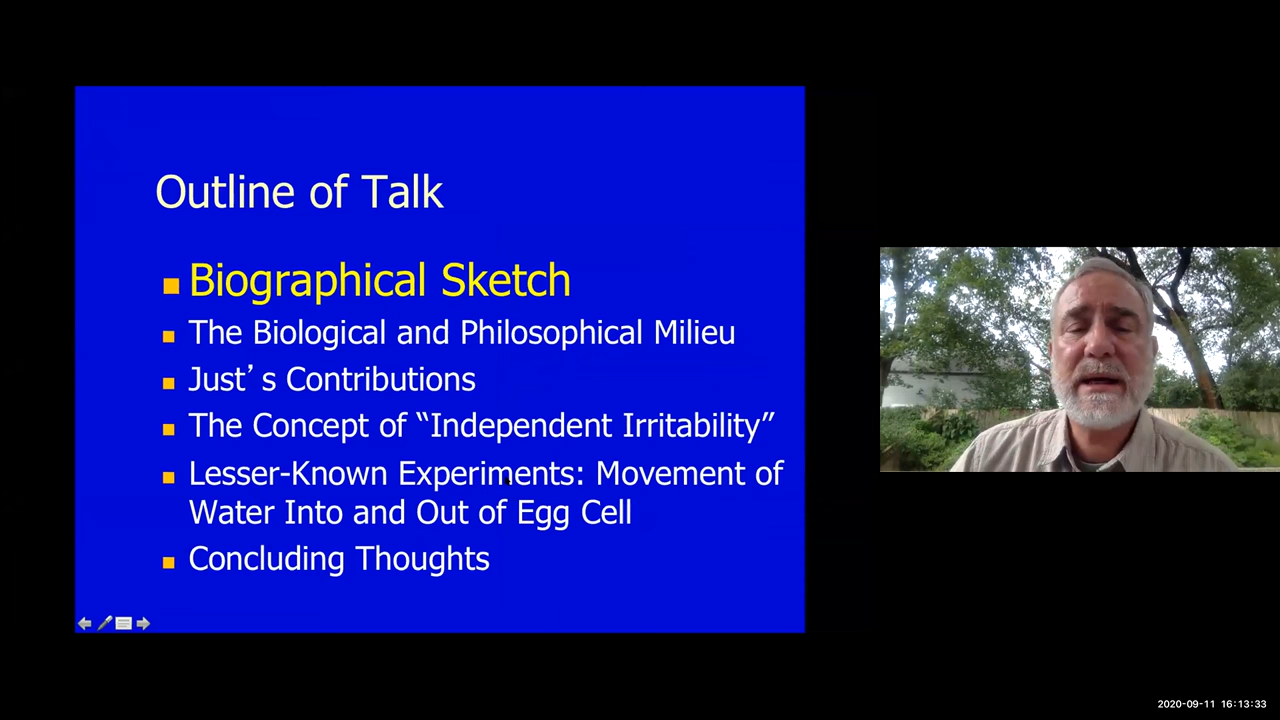 Outline of Talk
Biographical Sketch
The Biological and Philosophical Milieu
Just’s Contributions
The Concept of “Independent Irritability”
Lesser-Known Experiments: Movement of
Water Into and Out of Egg Cell
Concluding Thoughts
2020-09-11 16:13:33